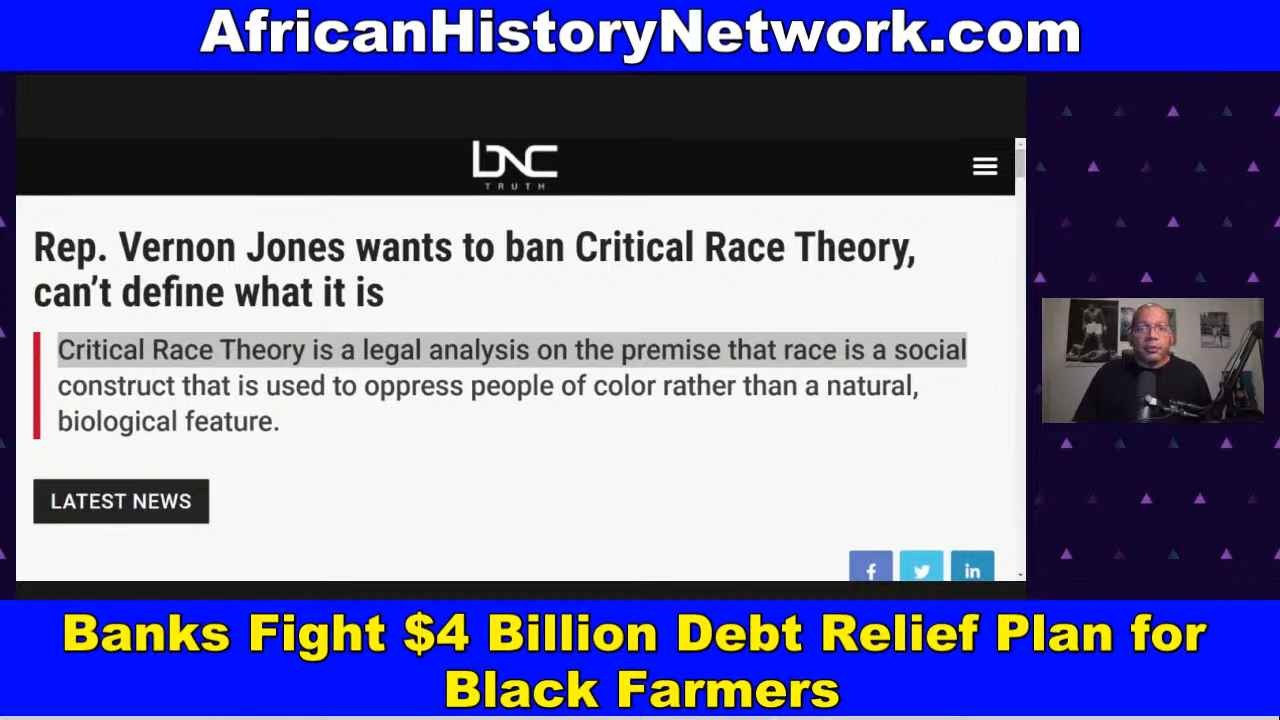 AfricanHistoryNetwork.com
bnc
TRUTH
Rep. Vernon Jones wants to ban Critical Race Theory,
can't define what it is
Critical Race Theory is a legal analysis on the premise that race is a social
construct that is used to oppress people of color rather than a natural,
biological feature.
LATEST NEWS
f in
Banks Fight $4 Billion Debt Relief Plan for
Black Farmers